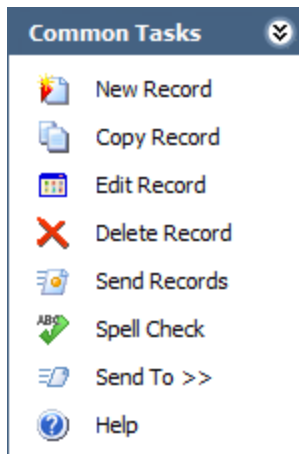 Common Tasks
New Record
Copy Record
Edit Record
Delete Record
Send Records
ABC
Spell Check
Send To >>
Help